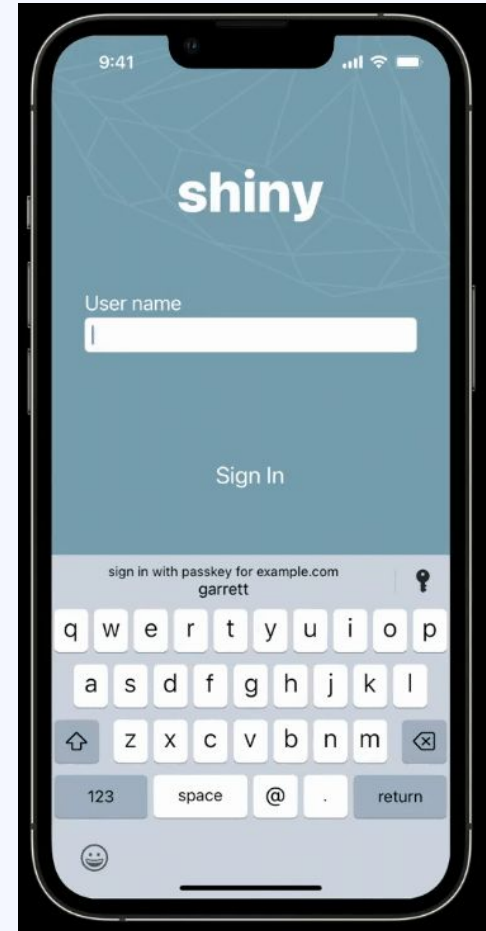 9:41
shiny
User name
Sign In
sign in with passkey for example.com
garrett
q w e r t y u i o p
a s d f g h j k l
z x c v b n m
123 space @ . return